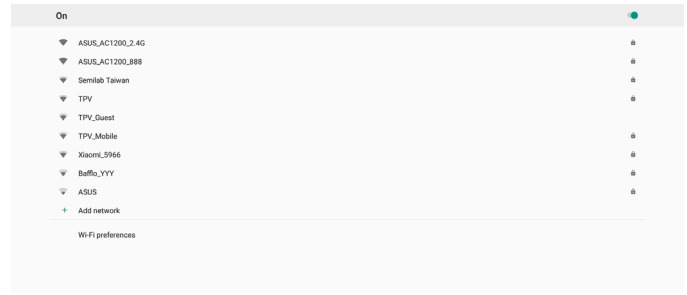 On
ASUS_AC1200_2.4G
ASUS_AC1200_888
Semilab Taiwan
TPV
TPV_Guest
TPV_Mobile
Xiaomi_5966
Bafflo_YYY
ASUS
+ Add network
Wi-Fi preferences